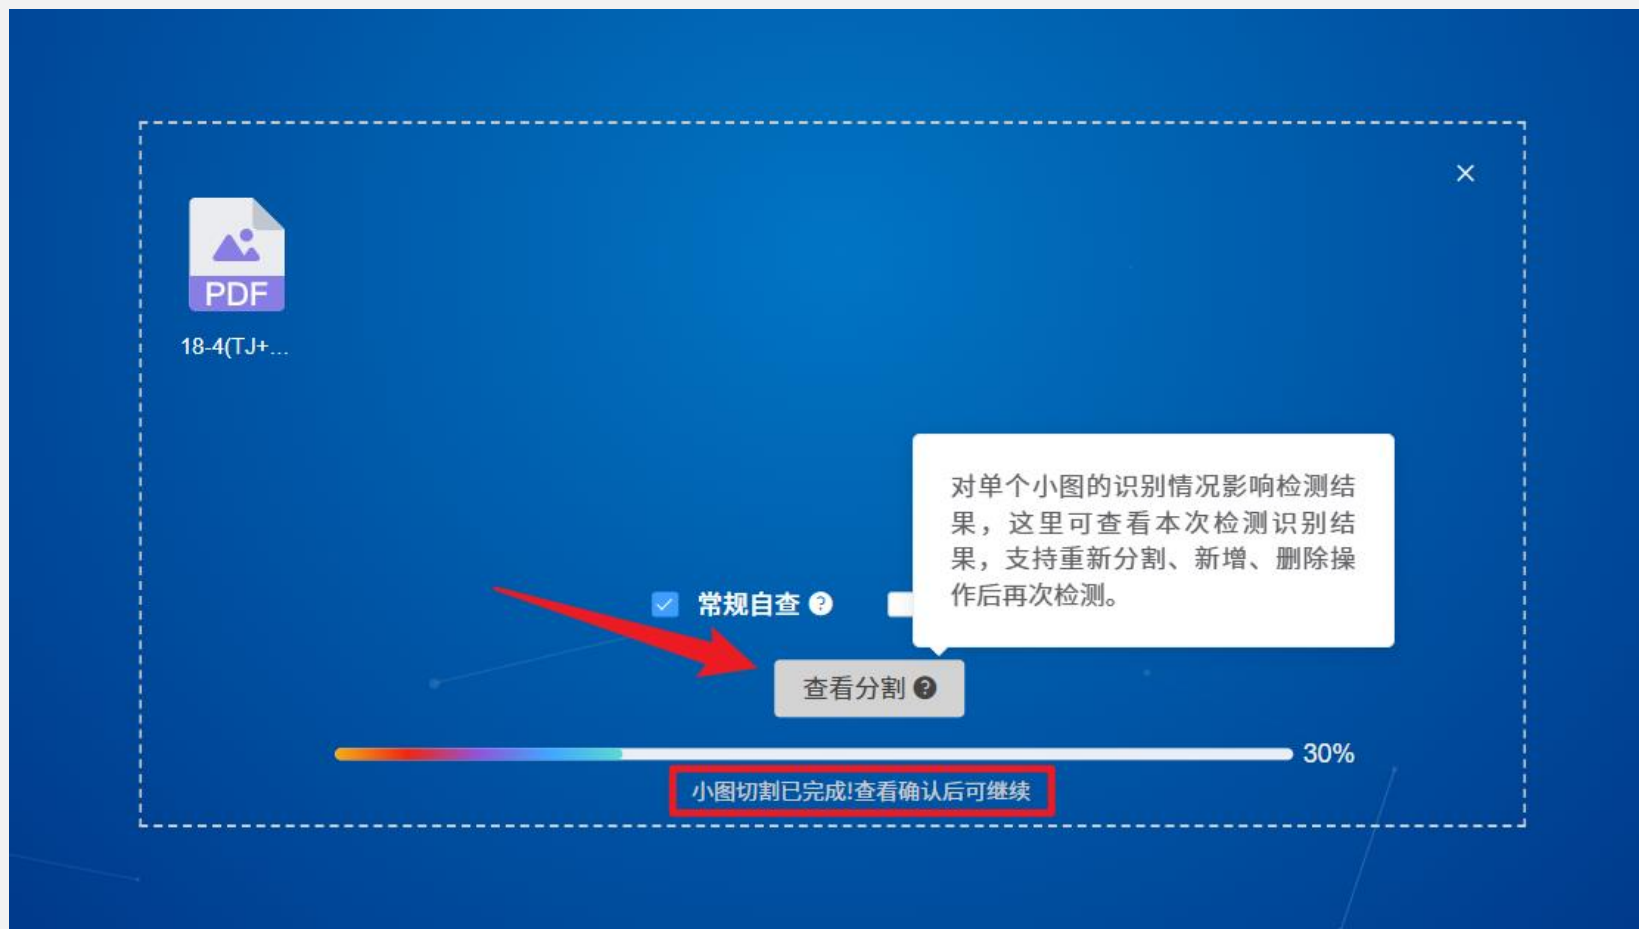 PDF
18-4(TJ+...
对单个小图的识别情况影响检测结
果，这里可查看本次检测识别结
果，支持重新分割、新增、删除操
作后再次检测。
常规自查 ?
查看分割 ?
30%
小图切割已完成!查看确认后可继续